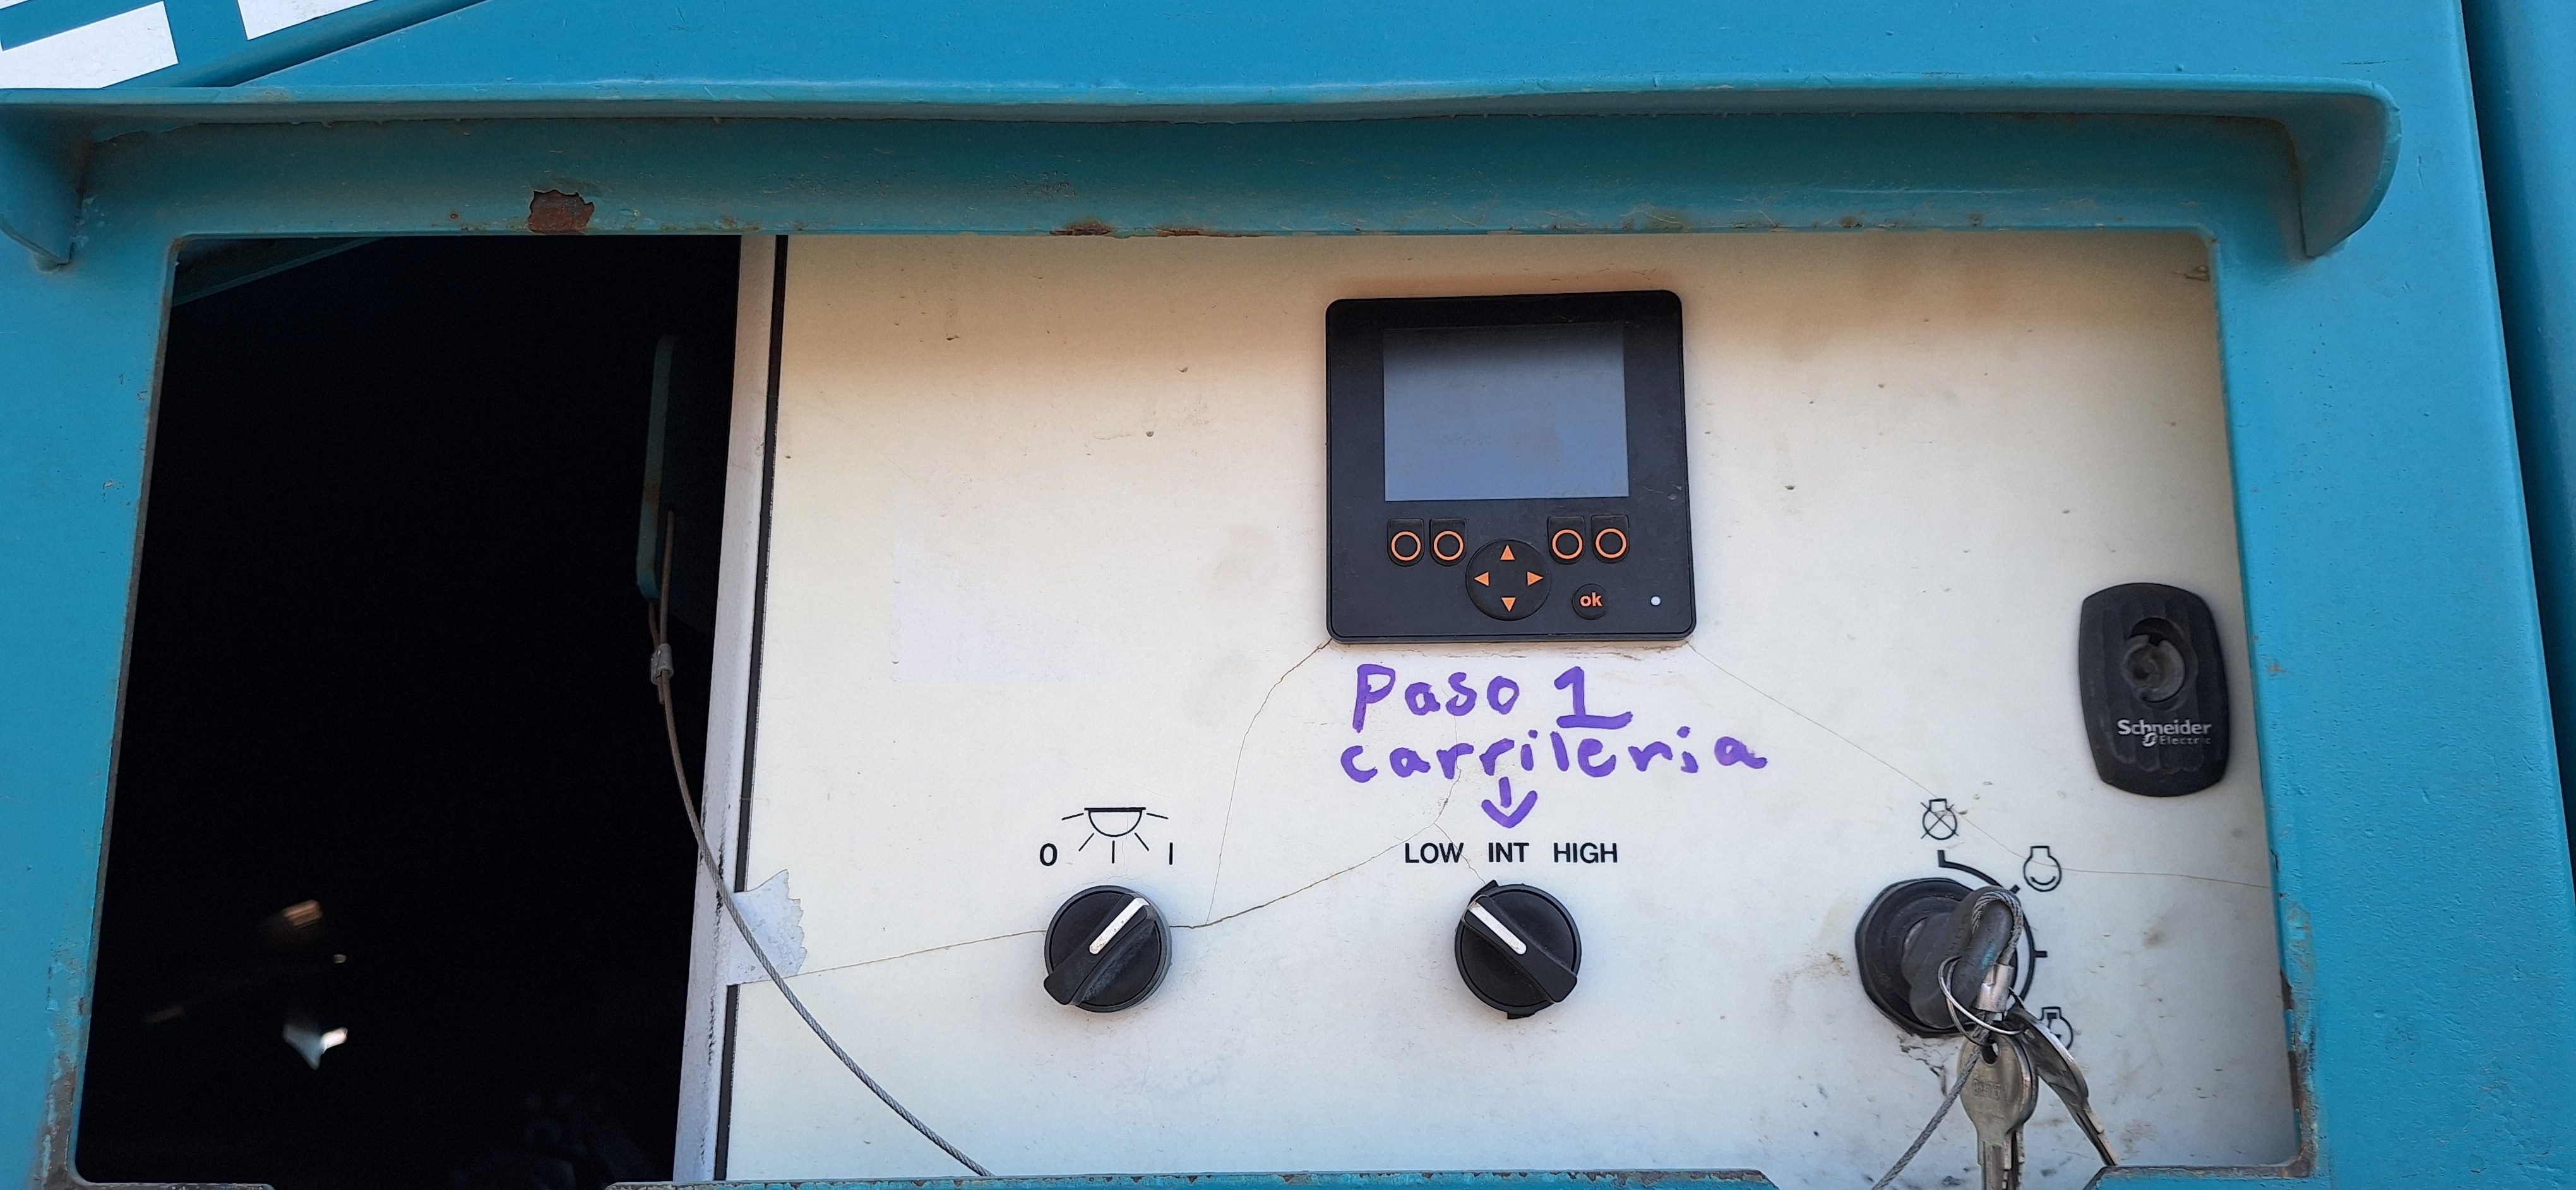 ok
Paso 1
carrileria
Schneider
Electric
0 I
LOW INT HIGH